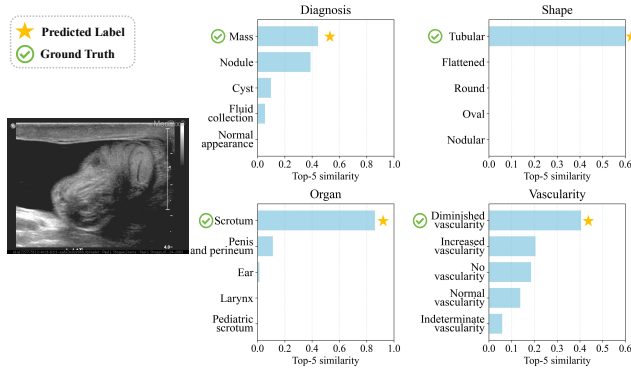 Predicted Label
Ground Truth
Diagnosis
Mass
Nodule
Cyst
Fluid
collection
Normal
appearance
0.0 0.2 0.4 0.6 0.8 1.0
Top-5 similarity
Shape
Tubular
Flattened
Round
Oval
Nodular
0.0 0.1 0.2 0.3 0.4 0.5 0.6
Top-5 similarity
Organ
Scrotum
Penis
and perineum
Ear
Larynx
Pediatric
scrotum
0.0 0.2 0.4 0.6 0.8 1.0
Top-5 similarity
Vascularity
Diminished
vascularity
Increased
vascularity
No
vascularity
Normal
vascularity
Indeterminate
vascularity
0.0 0.1 0.2 0.3 0.4 0.5 0.6
Top-5 similarity